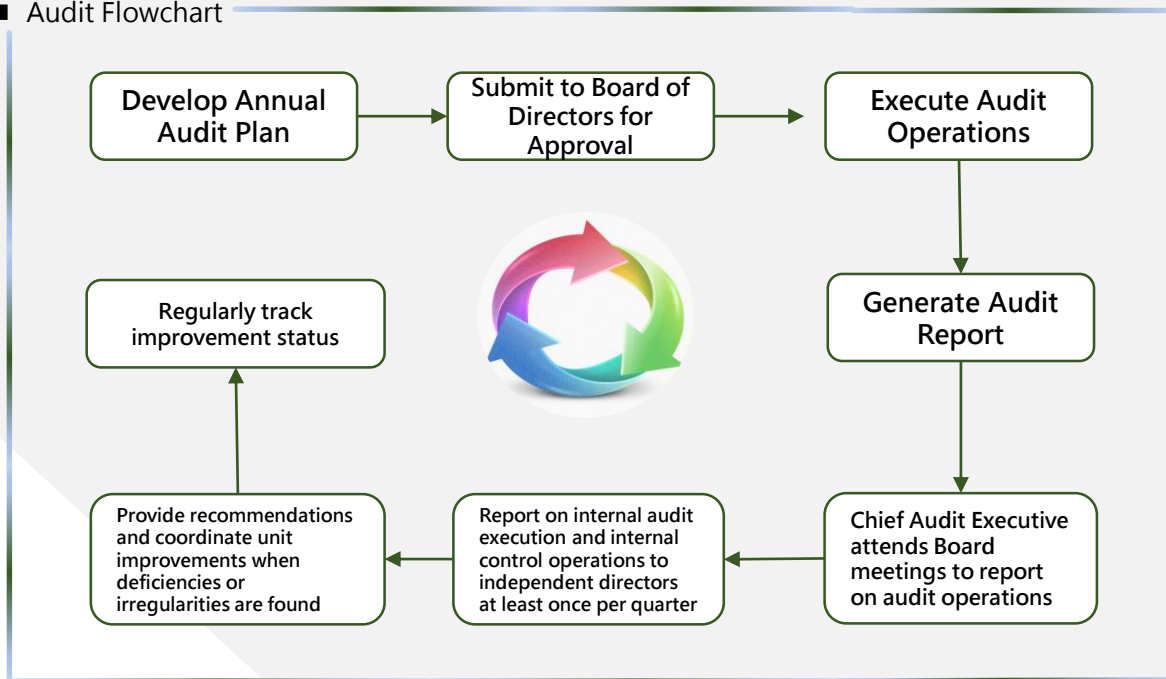 Audit Flowchart
Develop Annual
Audit Plan
Submit to Board of
Directors for
Approval
Execute Audit
Operations
Generate Audit
Report
Chief Audit Executive
attends Board
meetings to report
on audit operations
Report on internal audit
execution and internal
control operations to
independent directors
at least once per quarter
Provide recommendations
and coordinate unit
improvements when
deficiencies or
irregularities are found
Regularly track
improvement status